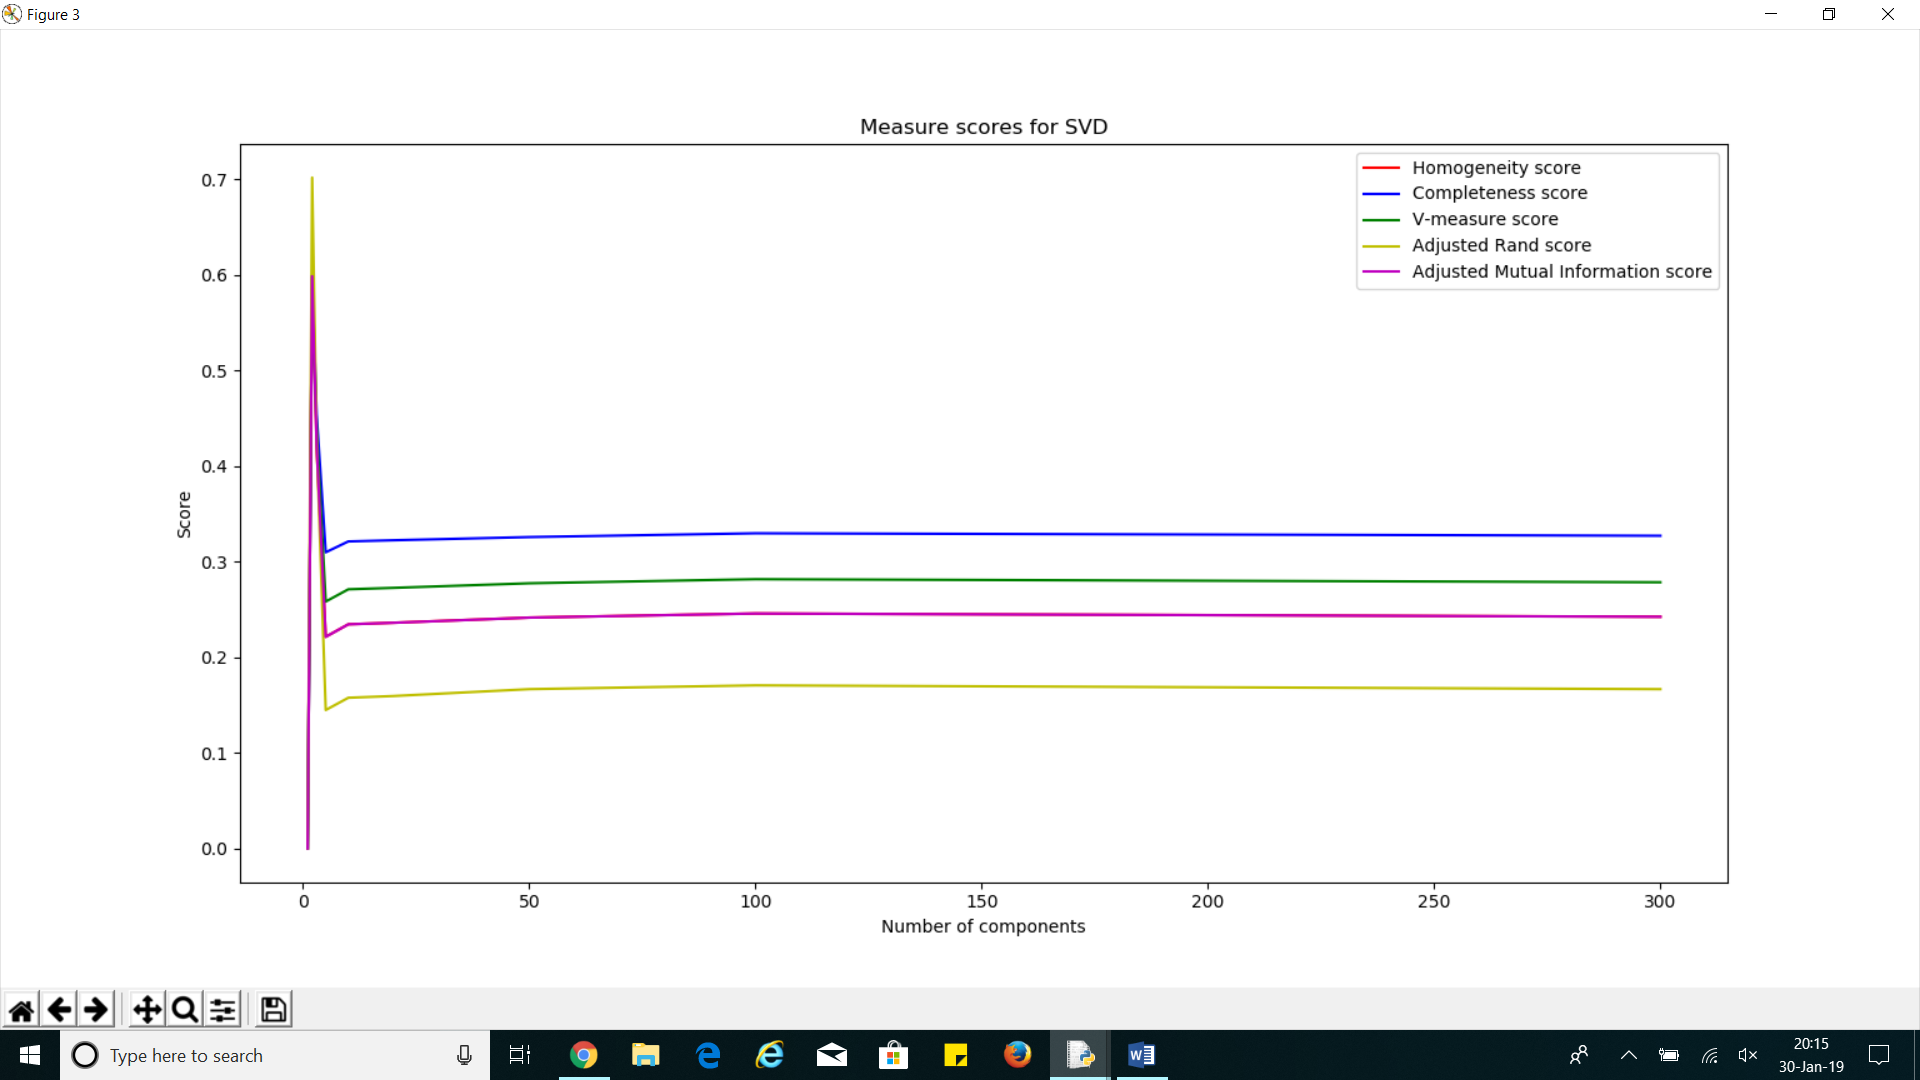 Figure 3
Measure scores for SVD
Homogeneity score
Completeness score
V-measure score
Adjusted Rand score
Adjusted Mutual Information score
0.7
0.6
0.5
0.4
0.3
0.2
0.1
0.0
Score
0 50 100 150 200 250 300
Number of components
Type here to search
20:15
30-Jan-19